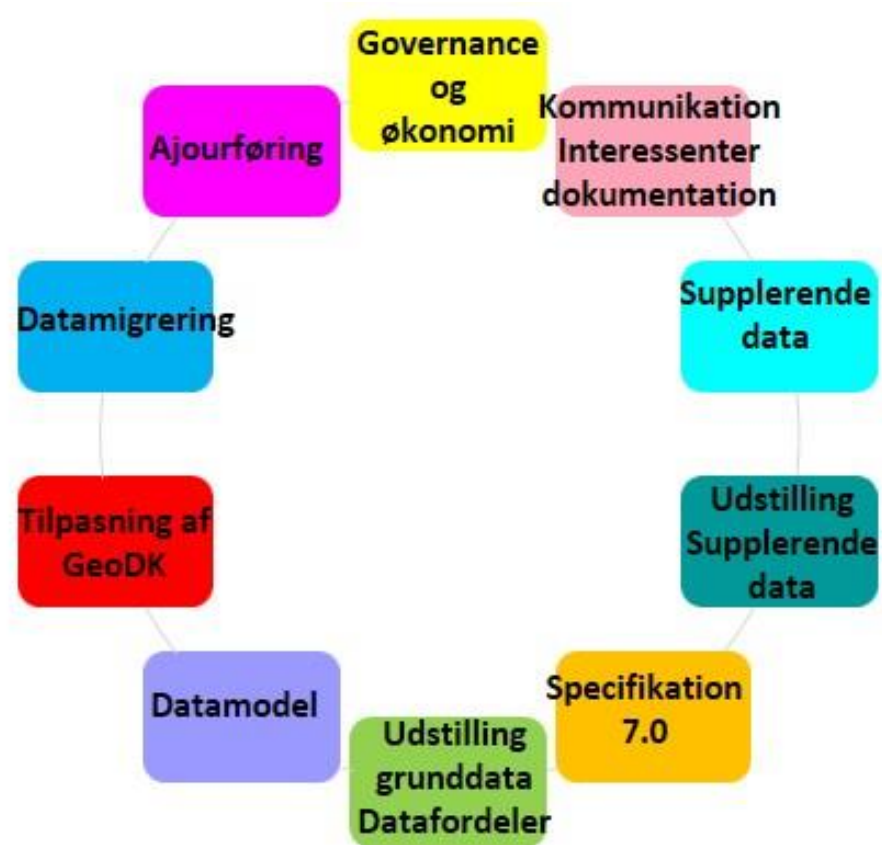 Governance
og
økonomi
Kommunikation
Interessenter
dokumentation
Supplerende
data
Udstilling
Supplerende
data
Specifikation
7.0
Udstilling
grunddata
Datafordeler
Datamodel
Tilpasning af
GeoDK
Datamigrering
Ajourføring